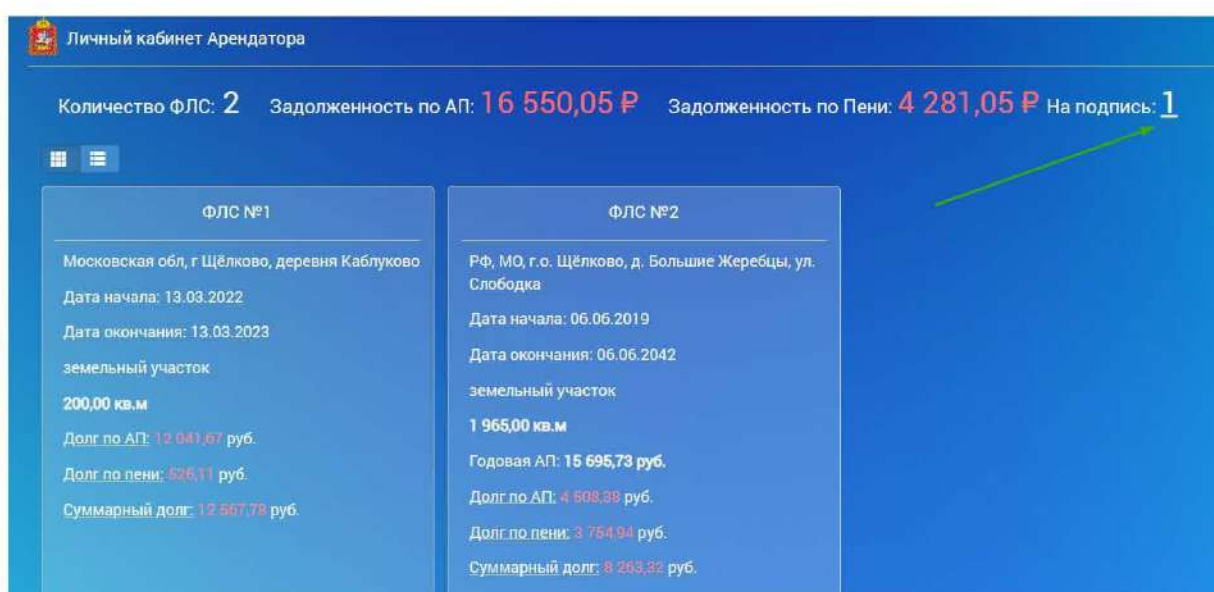 Личный кабинет Арендатора
Количество ФЛС: 2 Задолженность по АП: 16 550,05 ₽ Задолженность по Пени: 4 281,05 ₽ На подпись: 1
ФЛС №1
Московская обл, г Щёлково, деревня Каблуково
Дата начала: 13.03.2022
Дата окончания: 13.03.2023
земельный участок
200,00 кв.м
Долг по АП: 12 041,67 руб.
Долг по пени: 526,11 руб.
Суммарный долг: 12 567,78 руб.
ФЛС №2
РФ, МО, г.о. Щёлково, д. Большие Жеребцы, ул.
Слободка
Дата начала: 06.06.2019
Дата окончания: 06.06.2042
земельный участок
1 965,00 кв.м
Годовая АП: 15 695,73 руб.
Долг по АП: 4 508,38 руб.
Долг по пени: 3 754,94 руб.
Суммарный долг: 8 263,32 руб.